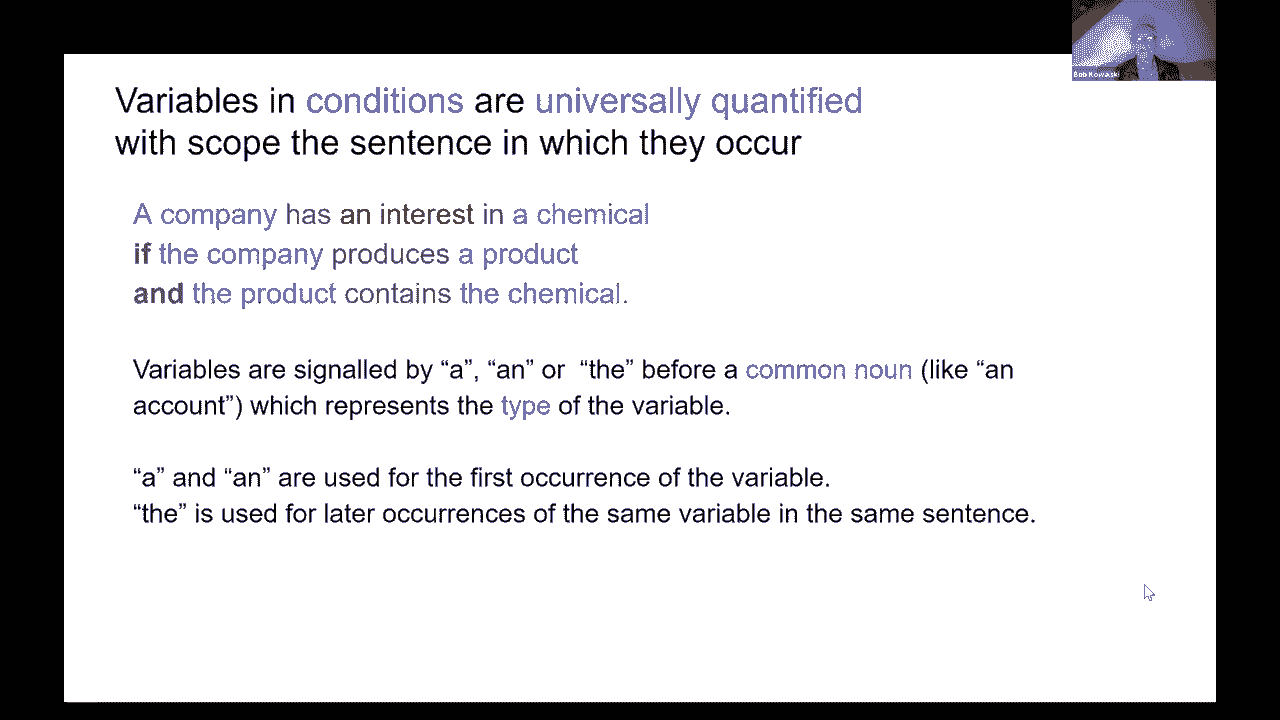 Bob Kowalski
Variables in conditions are universally quantified
with scope the sentence in which they occur
A company has an interest in a chemical
if the company produces a product
and the product contains the chemical.
Variables are signalled by “a”, “an” or  “the” before a common noun (like “an
account”) which represents the type of the variable.
“a” and “an” are used for the first occurrence of the variable.
“the” is used for later occurrences of the same variable in the same sentence.